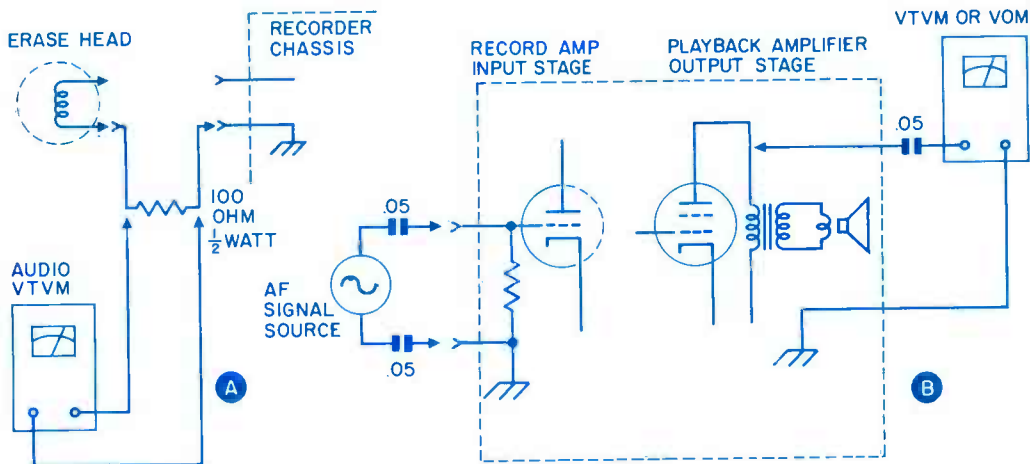 ERASE HEAD
RECORDER
CHASSIS
100
OHM
1/2 WATT
AUDIO
VTVM
A
RECORD AMP
INPUT STAGE
PLAYBACK AMPLIFIER
OUTPUT STAGE
VTVM OR VOM
.05
.05
AF
SIGNAL
SOURCE
.05
B